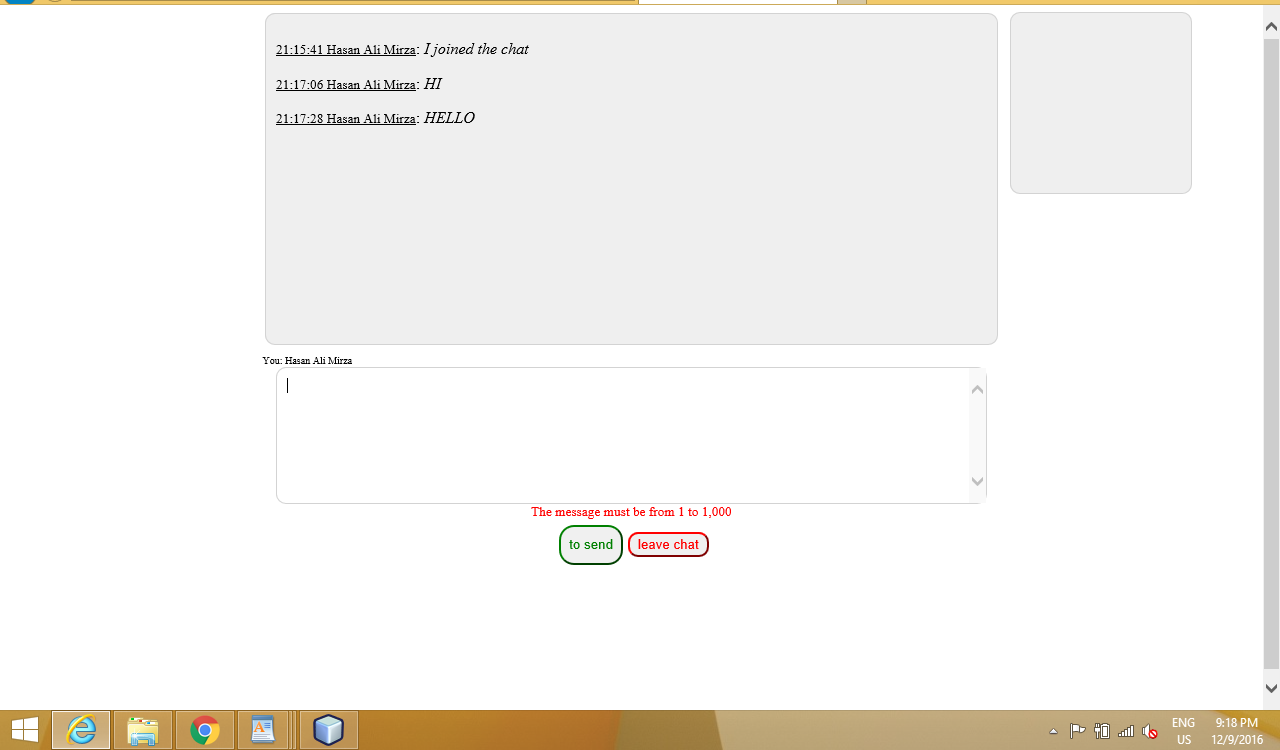 21:15:41 Hasan Ali Mirza: I joined the chat
21:17:06 Hasan Ali Mirza: HI
21:17:28 Hasan Ali Mirza: HELLO
You: Hasan Ali Mirza
The message must be from 1 to 1,000
to send leave chat
ENG 9:18 PM
US 12/9/2016